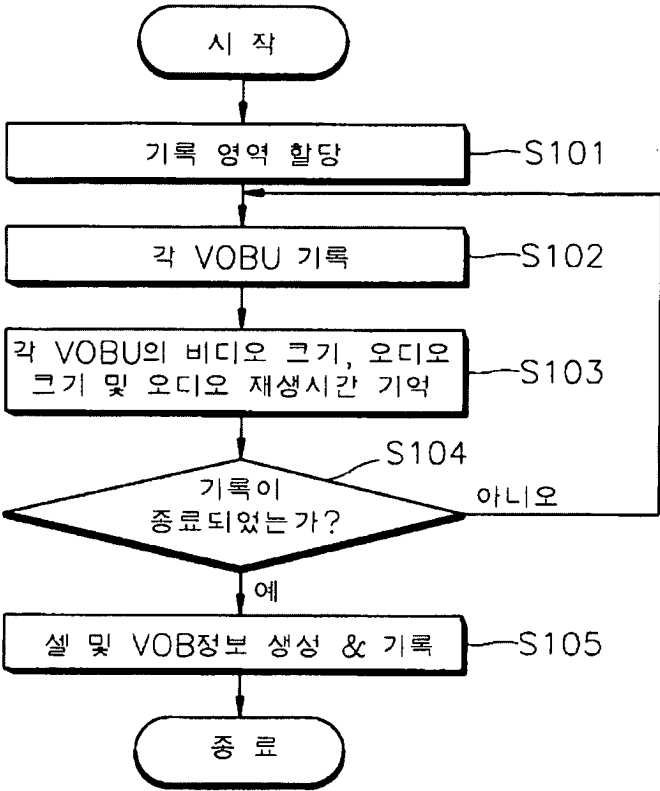 시 작
기록 영역 할당
S101
각 VOBU 기록
S102
각 VOBU의 비디오 크기, 오디오
크기 및 오디오 재생시간 기억
S103
S104
기록이
종료되었는가?
아니오
예
셀 및 VOB정보 생성 & 기록
S105
종 료